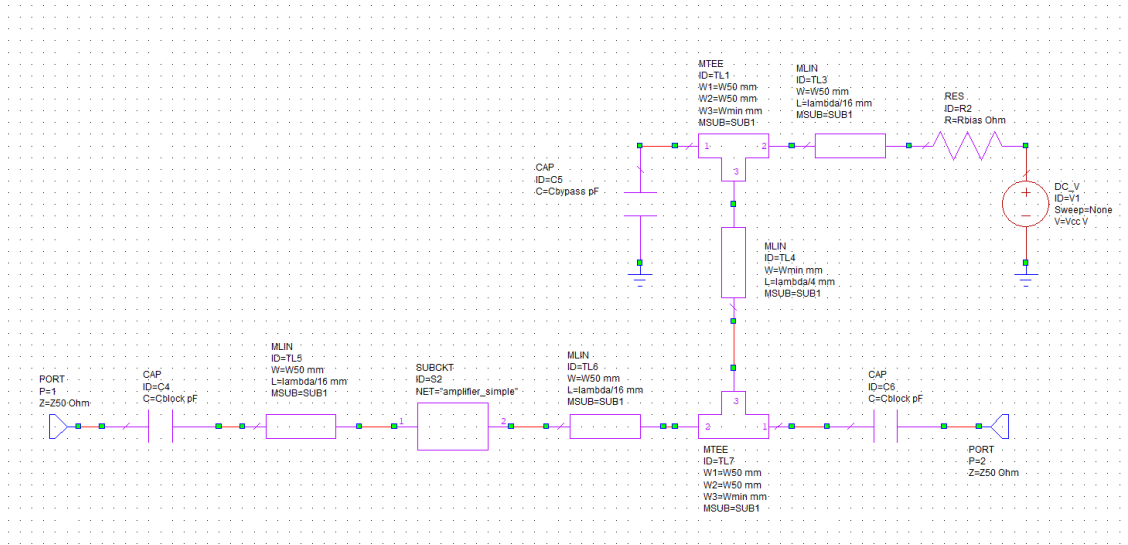 MTEE
ID=TL1
W1=W50 mm
W2=W50 mm
W3=Wmin mm
MSUB=SUB1
1
2
3
MLIN
ID=TL3
W=W50 mm
L=lambda/16 mm
MSUB=SUB1
RES
ID=R2
R=Rbias Ohm
CAP
ID=C5
C=Cbypass pF
DC_V
ID=V1
Sweep=None
V=Vcc V
+
MLIN
ID=TL4
W=Wmin mm
L=lambda/4 mm
MSUB=SUB1
PORT
P=1
Z=Z50 Ohm
CAP
ID=C4
C=Cblock pF
MLIN
ID=TL5
W=W50 mm
L=lambda/16 mm
MSUB=SUB1
SUBCKT
ID=S2
NET="amplifier_simple"
1
2
MLIN
ID=TL6
W=W50 mm
L=lambda/16 mm
MSUB=SUB1
3
2
1
MTEE
ID=TL7
W1=W50 mm
W2=W50 mm
W3=Wmin mm
MSUB=SUB1
CAP
ID=C6
C=Cblock pF
PORT
P=2
Z=Z50 Ohm